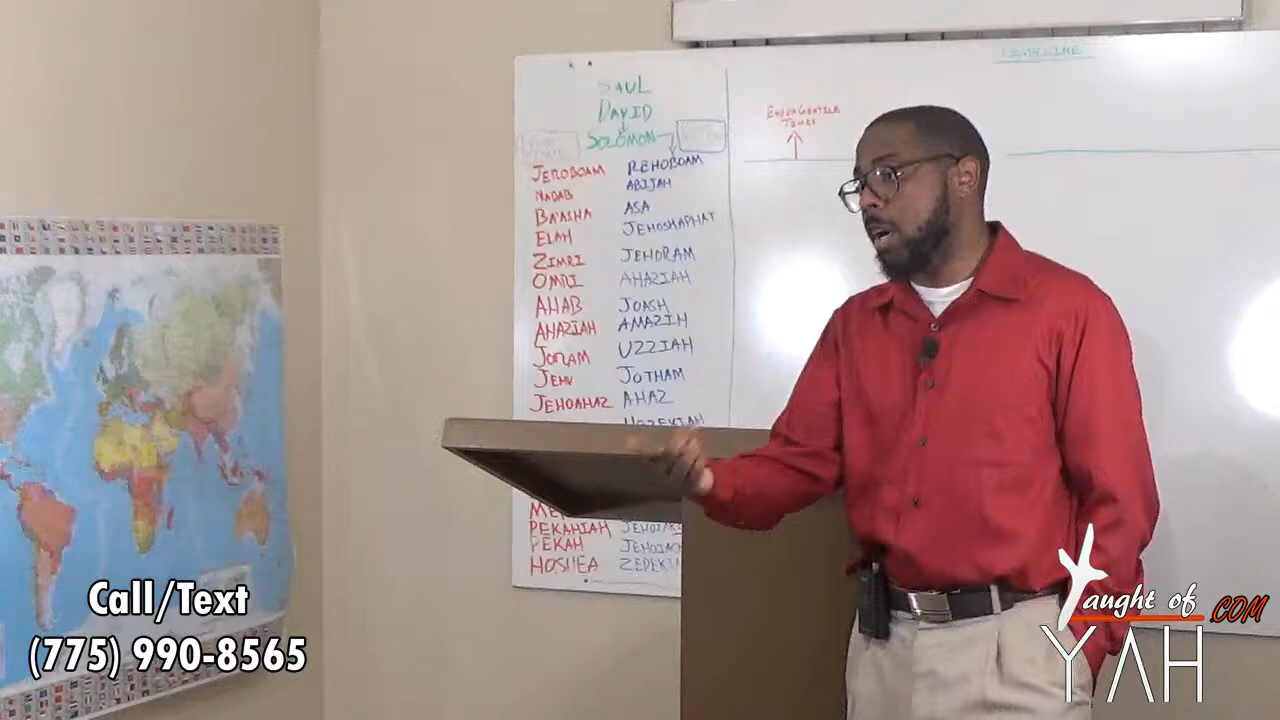 TIMELINE
SAUL
DAVID
SOLOMON
JEROBOAM REHOBOAM
NADAB ABIJAH
BA'ASHA ASA
ELAH JEHOSHAPHAT
ZIMRI JEHORAM
OMRI AHAZIAH
AHAB JOASH
AHAZIAH AMAZIH
JORAM UZZIAH
JEHU JOTHAM
JEHOAHAZ AHAZ
HEZEKIAH
PEKAHIAH
PEKAH
HOSHEA
Call/Text
(775) 990-8565
Taught of .COM
YAH